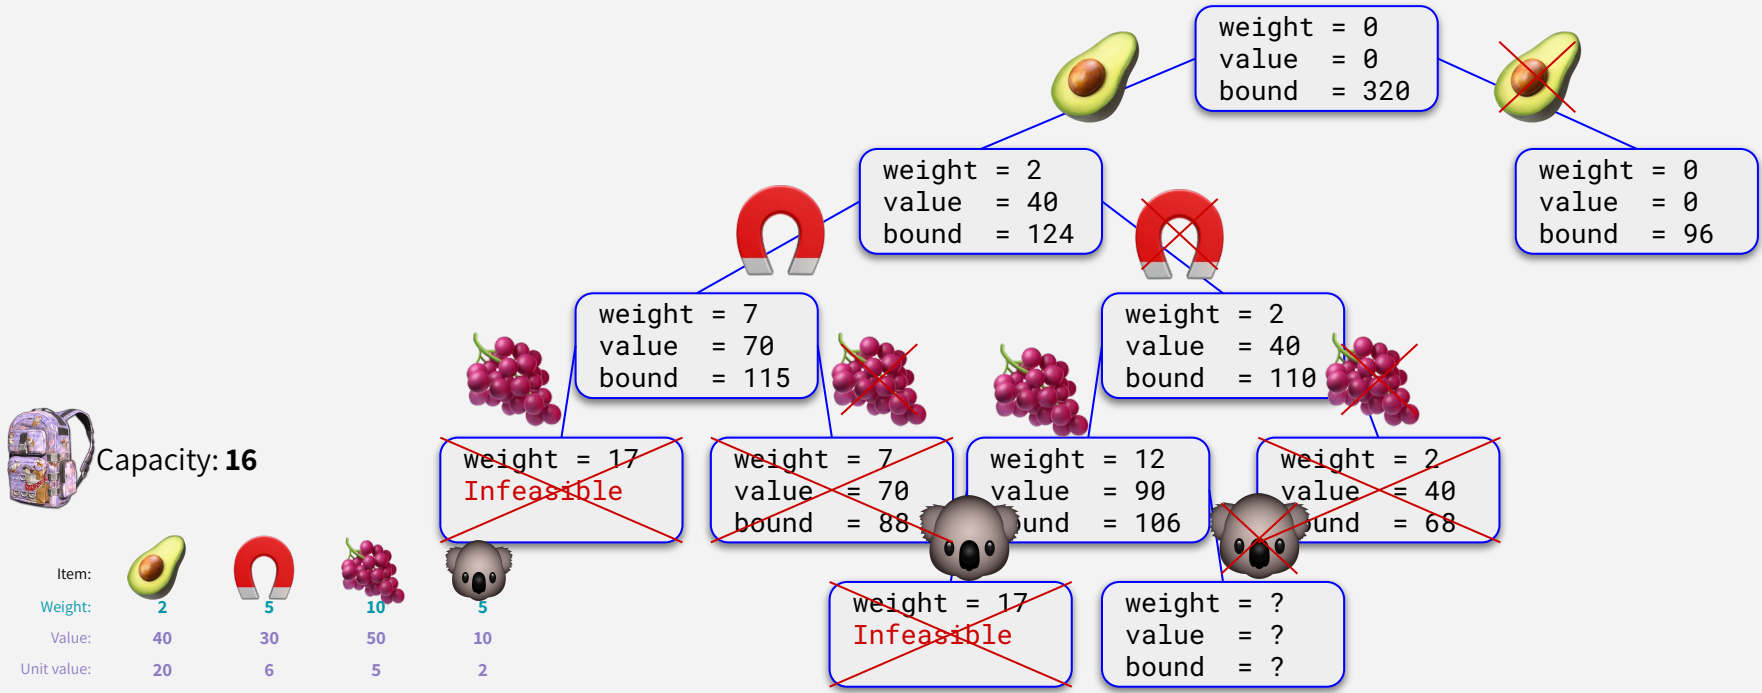 weight = 0
value = 0
bound = 320
weight = 2
value = 40
bound = 124
weight = 0
value = 0
bound = 96
weight = 7
value = 70
bound = 115
weight = 2
value = 40
bound = 110
Capacity: 16
weight = 17
Infeasible
weight = 7
value = 70
bound = 88
weight = 12
value = 90
bound = 106
weight = 2
value = 40
bound = 68
weight = 17
Infeasible
weight = ?
value = ?
bound = ?
Item:
Weight: 2 5 10 5
Value: 40 30 50 10
Unit value: 20 6 5 2